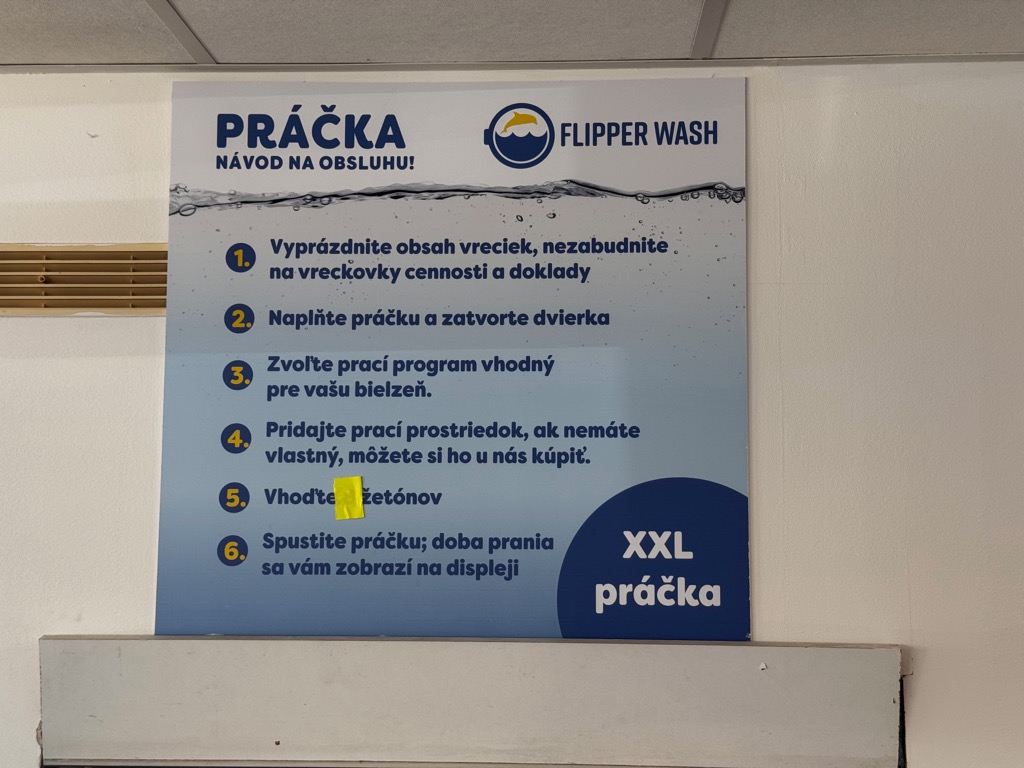 PRÁČKA
NÁVOD NA OBSLUHU!
FLIPPER WASH
1. Vyprázdnite obsah vreciek, nezabudnite
na vreckovky cennosti a doklady
2. Naplňte práčku a zatvorte dvierka
3. Zvoľte prací program vhodný
pre vašu bielzeň.
4. Pridajte prací prostriedok, ak nemáte
vlastný, môžete si ho u nás kúpiť.
5. Vhoďte žetónov
6. Spustite práčku; doba prania
sa vám zobrazí na displeji
XXL
práčka